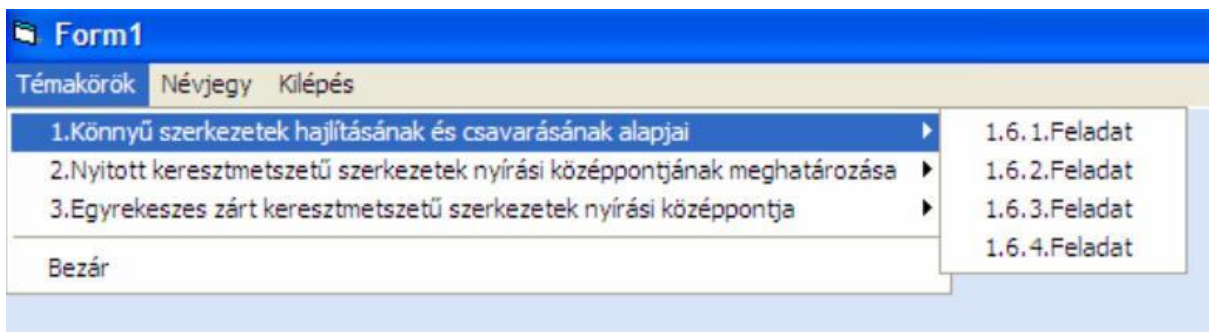 Form1
Témakörök Névjegy Kilépés
1.Könnyű szerkezetek hajlításának és csavarásának alapjai
2.Nyitott keresztmetszetű szerkezetek nyírási középpontjának meghatározása
3.Egyrekeszes zárt keresztmetszetű szerkezetek nyírási középpontja
Bezár
1.6.1.Feladat
1.6.2.Feladat
1.6.3.Feladat
1.6.4.Feladat